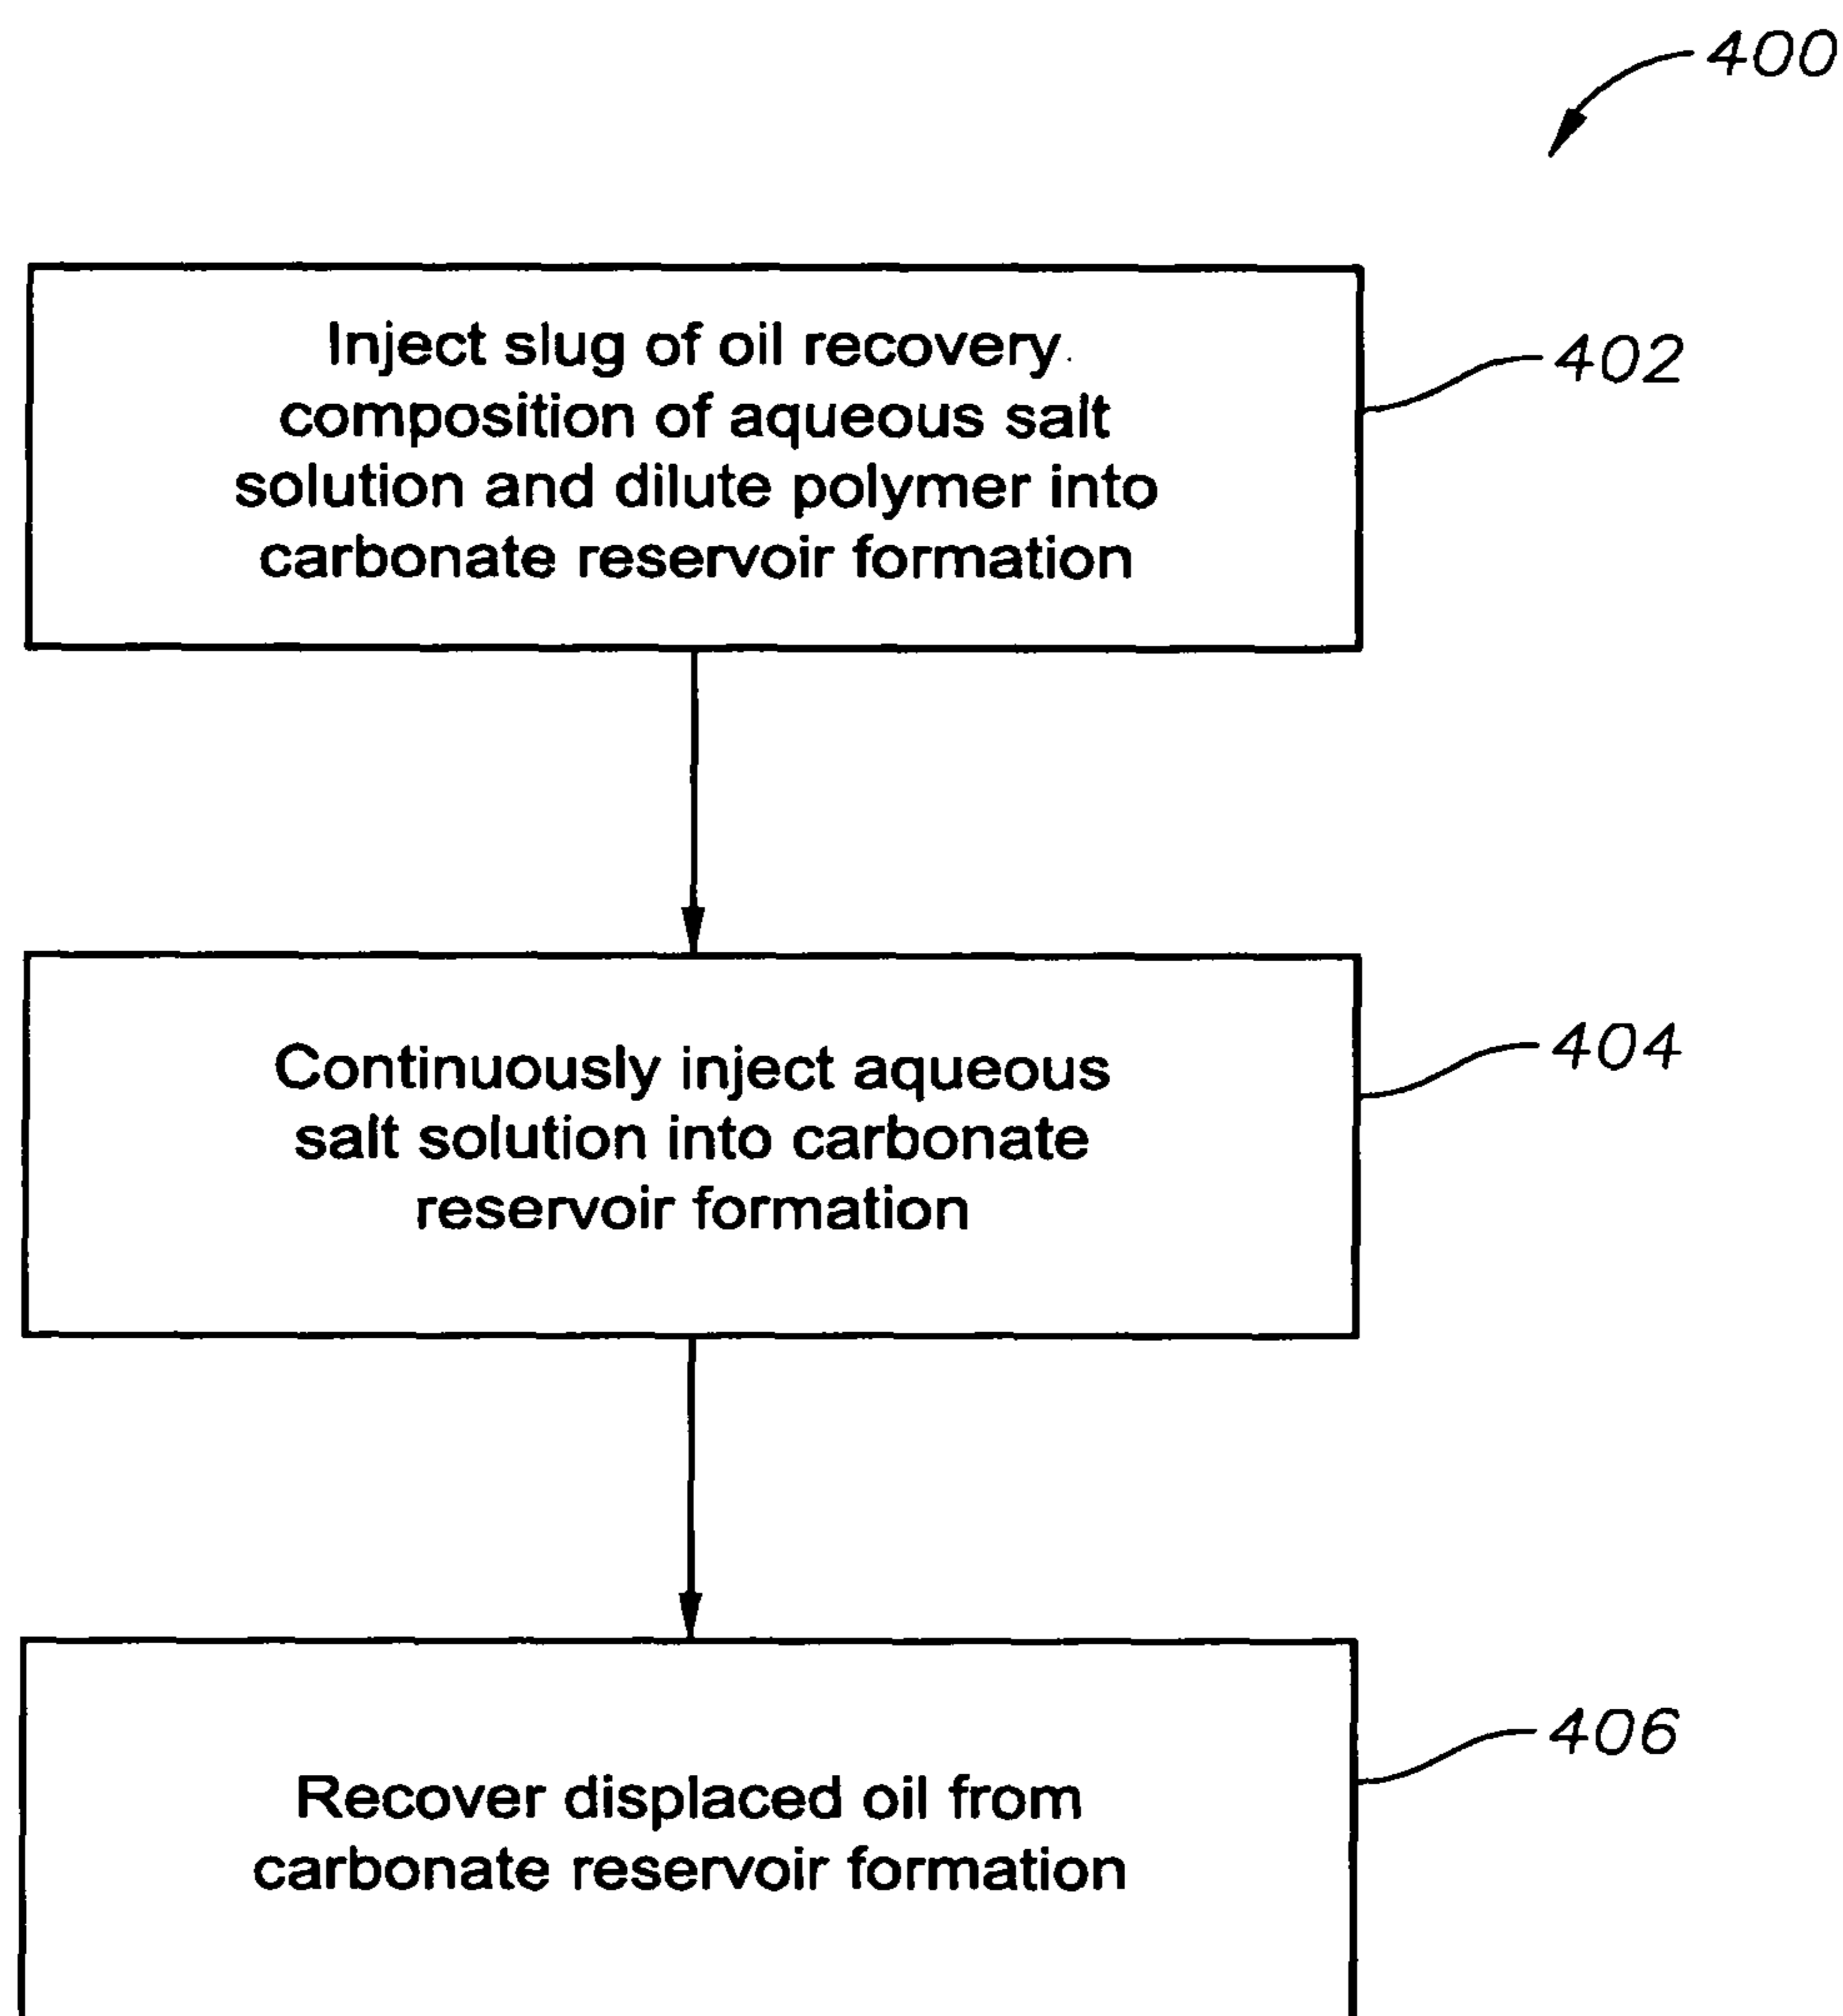 400
Inject slug of oil recovery
composition of aqueous salt
solution and dilute polymer into
carbonate reservoir formation
402
Continuously inject aqueous
salt solution into carbonate
reservoir formation
404
Recover displaced oil from
carbonate reservoir formation
406